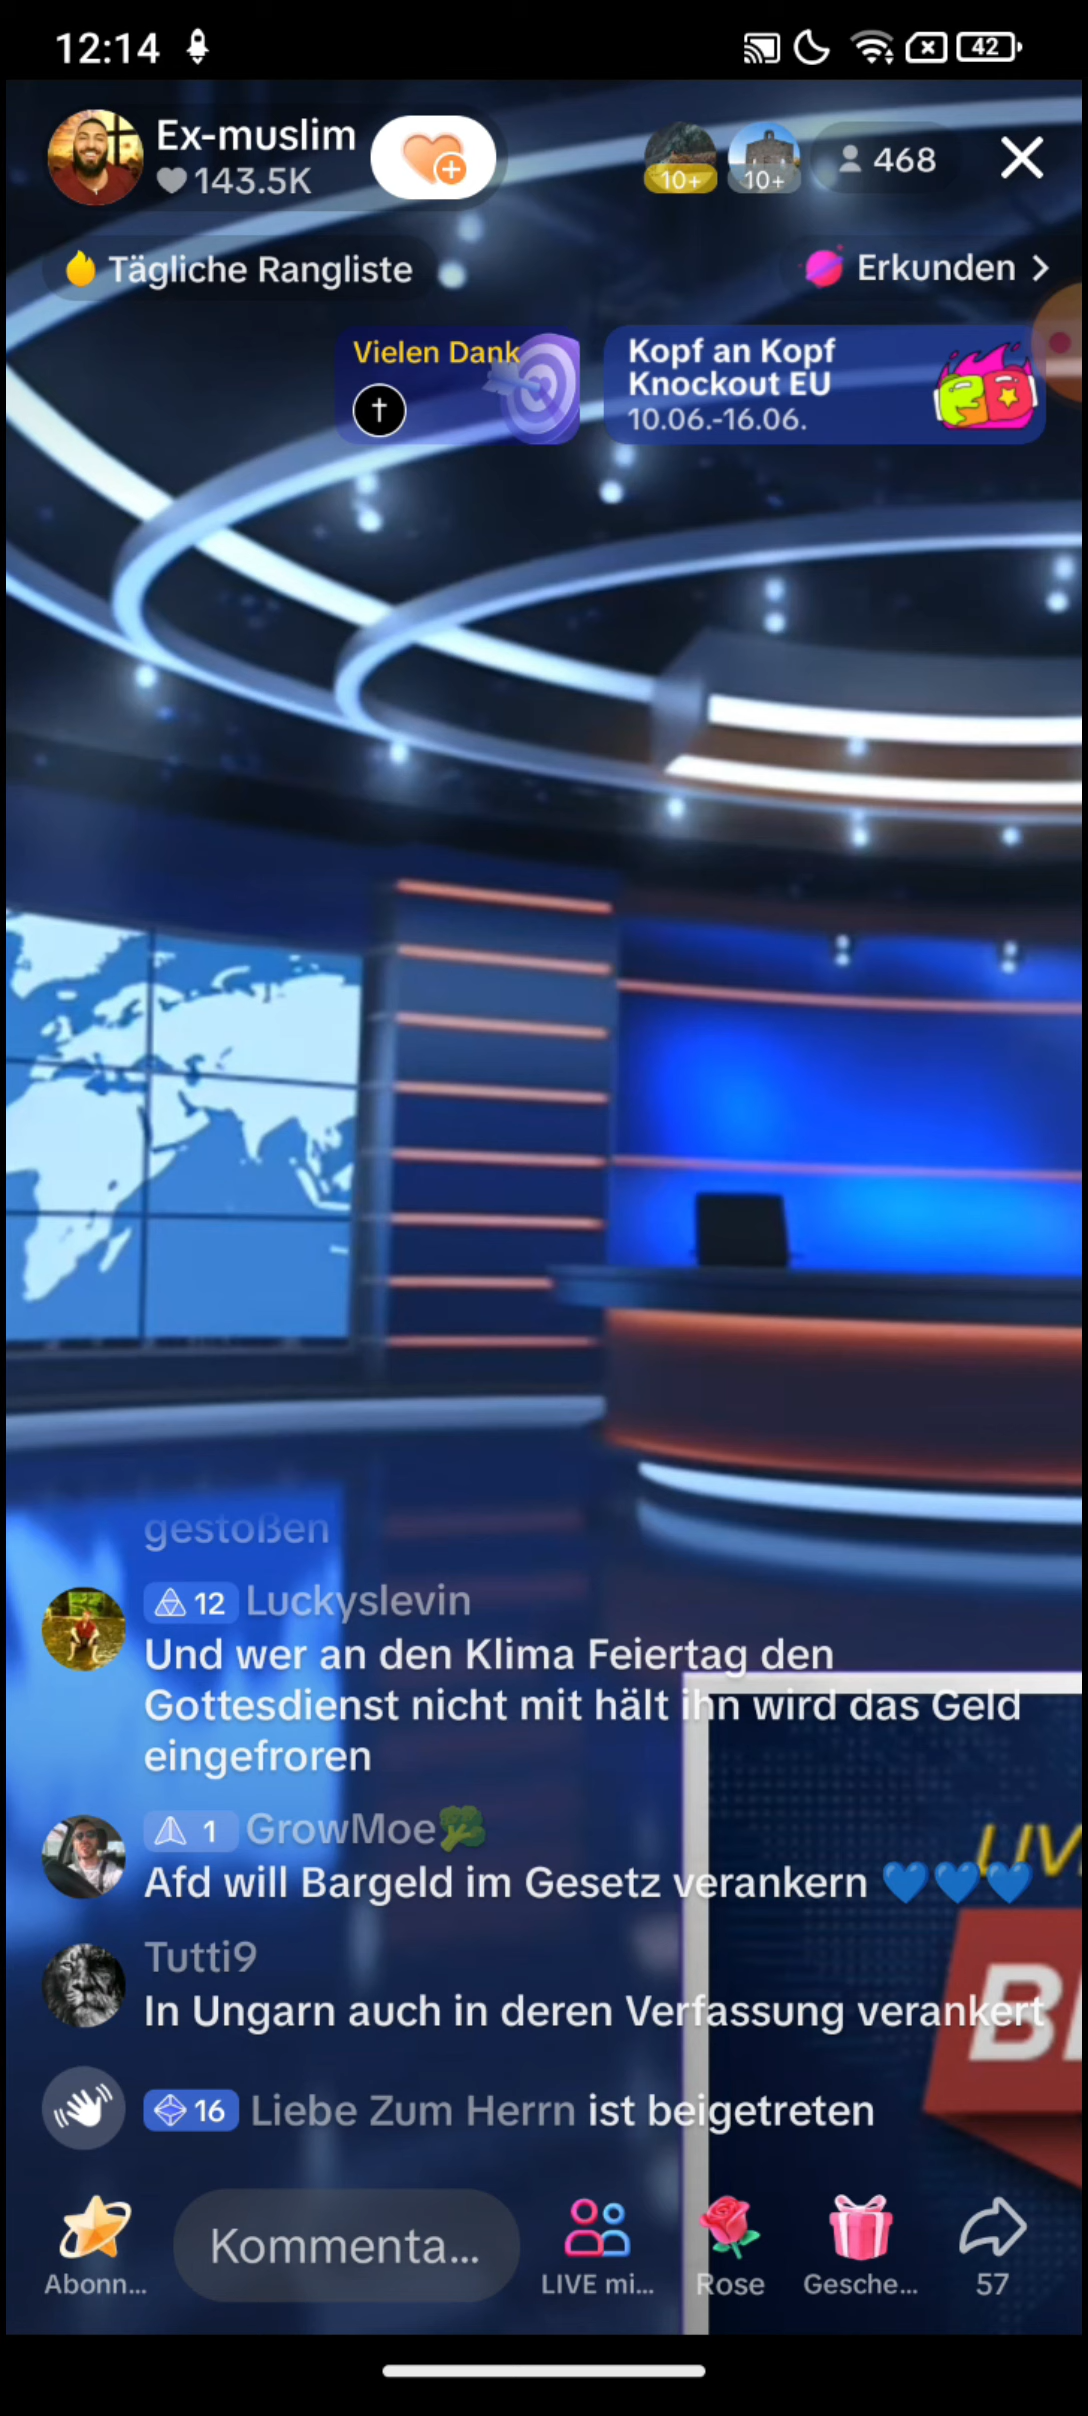 12:14
42
Ex-muslim
143.5K
10+
10+
468
Tägliche Rangliste
Erkunden
Vielen Dank
Kopf an Kopf
Knockout EU
10.06.-16.06.
gestoßen
12 Luckyslevin
Und wer an den Klima Feiertag den
Gottesdienst nicht mit hält ihn wird das Geld
eingefroren
1 GrowMoe🥦
Afd will Bargeld im Gesetz verankern 💙💙💙
LIV
Tutti9
In Ungarn auch in deren Verfassung verankert
16 Liebe Zum Herrn ist beigetreten
Kommenta...
Abonn...
LIVE mi...
Rose
Gesche...
57